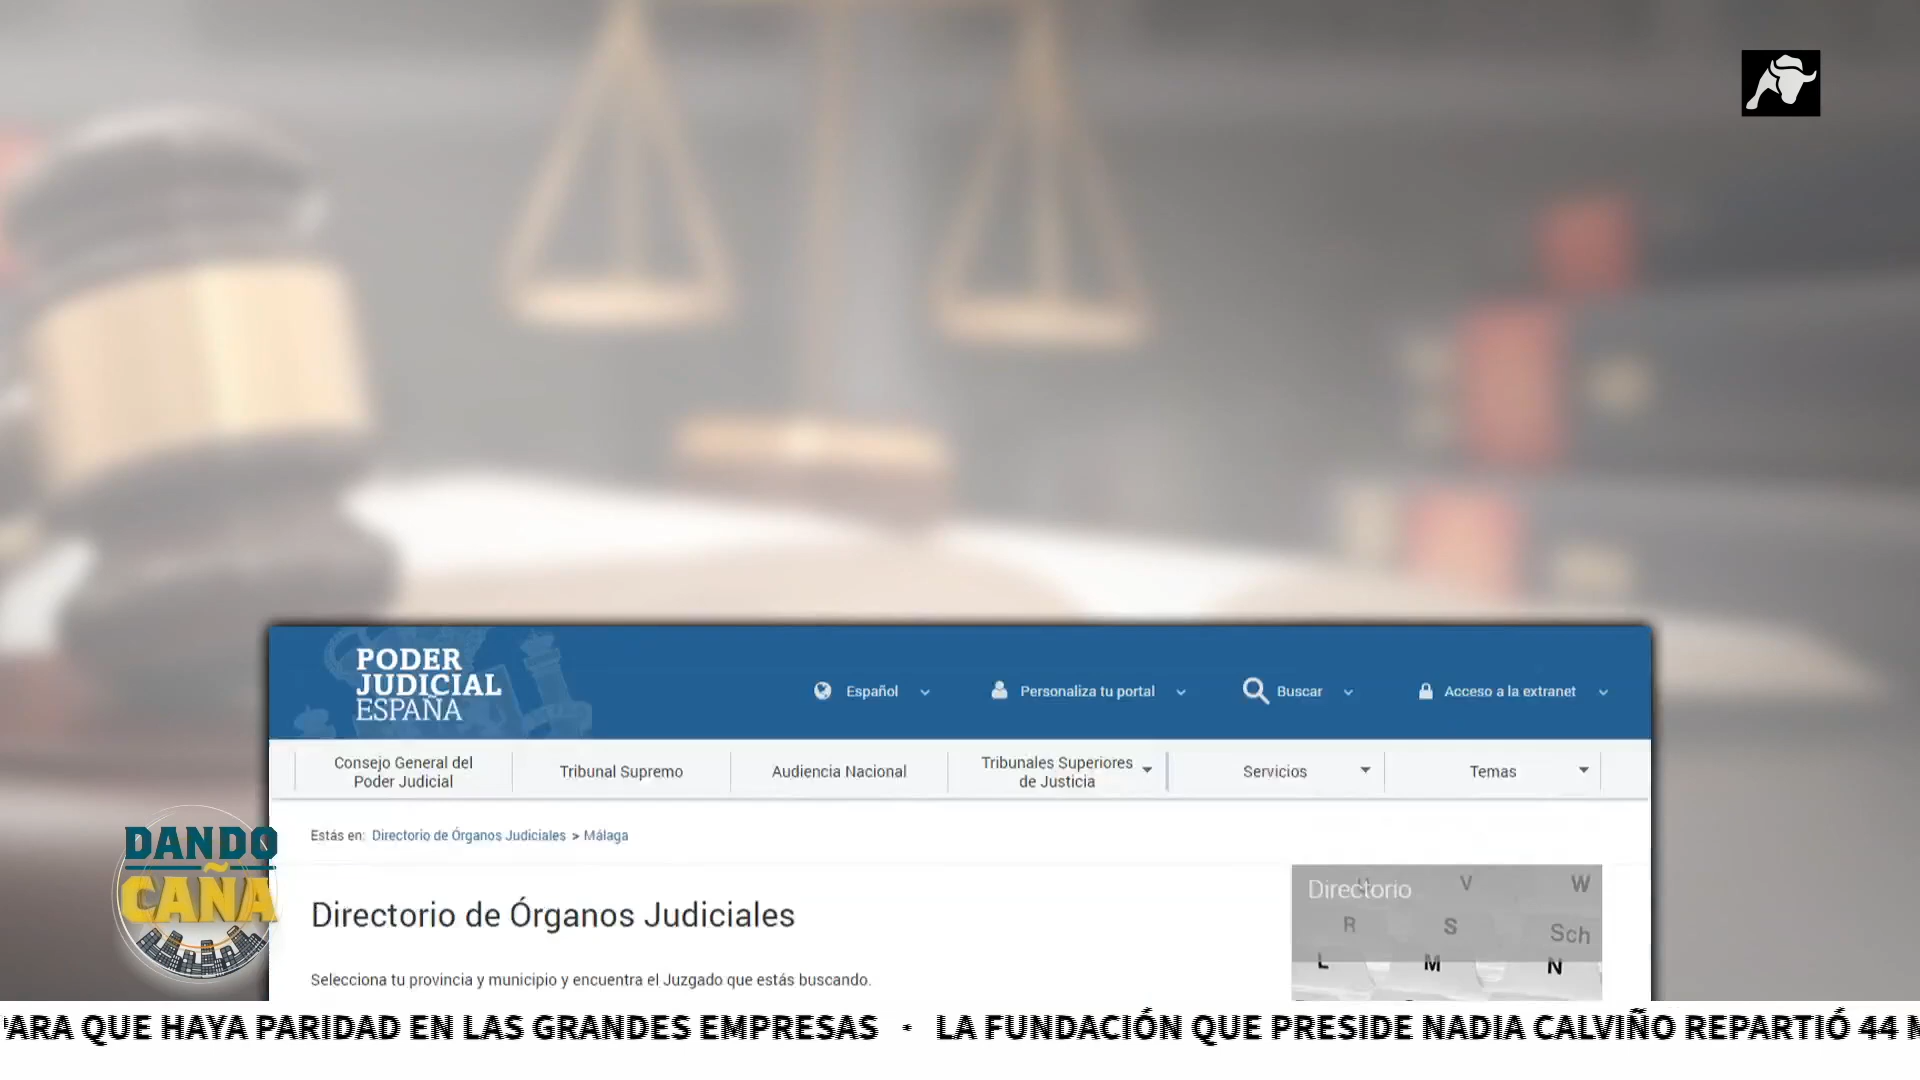 PODER
JUDICIAL
ESPAÑA
Español
Personaliza tu portal
Buscar
Acceso a la extranet
Consejo General del
Poder Judicial
Tribunal Supremo
Audiencia Nacional
Tribunales Superiores
de Justicia
Servicios
Temas
Estás en: Directorio de Órganos Judiciales > Málaga
Directorio de Órganos Judiciales
Directorio
V W
R S Sch
L M N
Selecciona tu provincia y municipio y encuentra el Juzgado que estás buscando.
DANDO
CAÑA
PARA QUE HAYA PARIDAD EN LAS GRANDES EMPRESAS · LA FUNDACIÓN QUE PRESIDE NADIA CALVIÑO REPARTIÓ 44